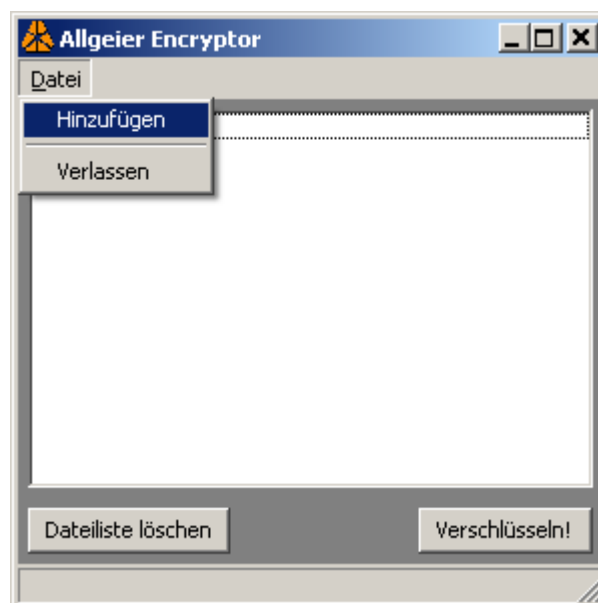 Allgeier Encryptor
Datei
Hinzufügen
Verlassen
Dateiliste löschen
Verschlüsseln!